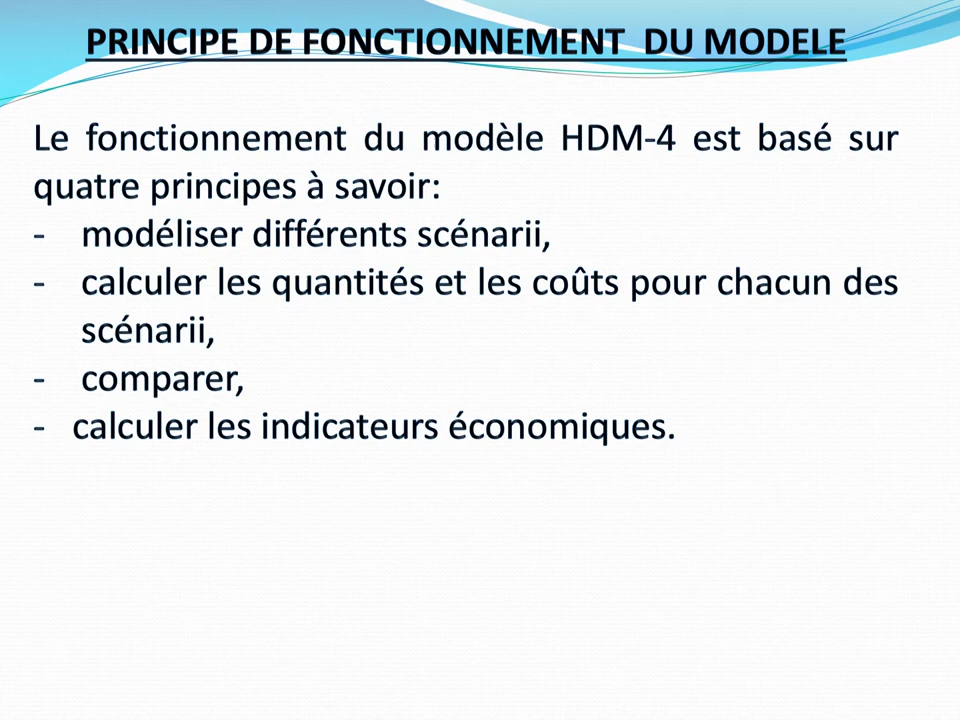 PRINCIPE DE FONCTIONNEMENT DU MODELE
Le fonctionnement du modèle HDM-4 est basé sur
quatre principes à savoir:
- modéliser différents scénarii,
- calculer les quantités et les coûts pour chacun des
scénarii,
- comparer,
- calculer les indicateurs économiques.